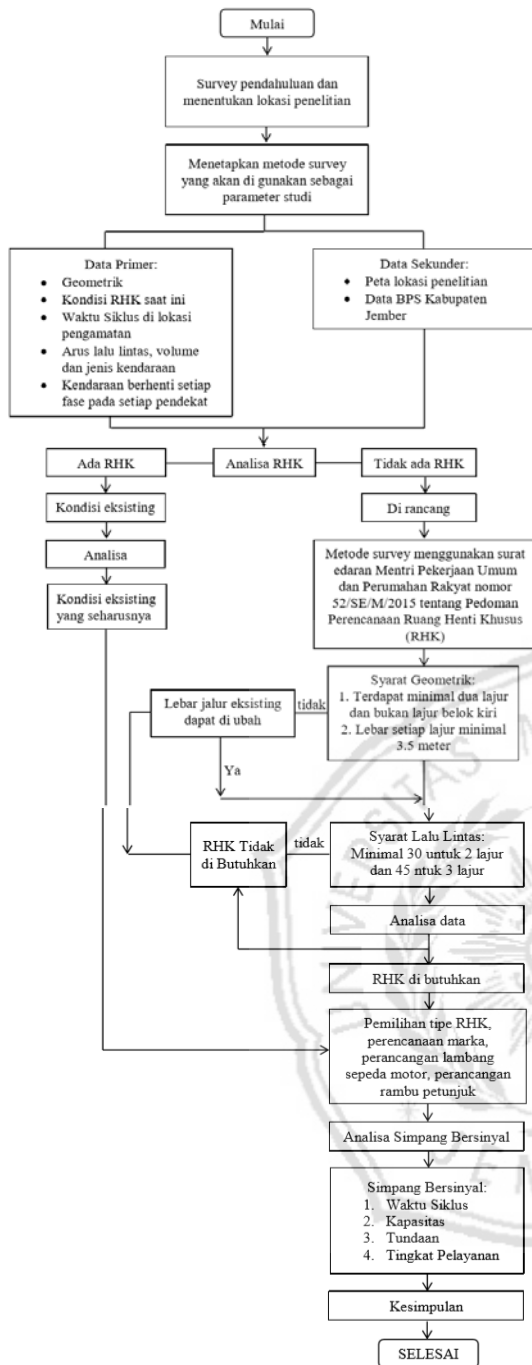 Mulai
Survey pendahuluan dan
menentukan lokasi penelitian
Menetapkan metode survey
yang akan di gunakan sebagai
parameter studi
Data Primer:
• Geometrik
• Kondisi RHK saat ini
• Waktu Siklus di lokasi
pengamatan
• Arus lalu lintas, volume
dan jenis kendaraan
• Kendaraan berhenti setiap
fase pada setiap pendekat
Data Sekunder:
• Peta lokasi penelitian
• Data BPS Kabupaten
Jember
Ada RHK
Analisa RHK
Tidak ada RHK
Kondisi eksisting
Analisa
Kondisi eksisting
yang seharusnya
Di rancang
Metode survey menggunakan surat
edaran Mentri Pekerjaan Umum
dan Perumahan Rakyat nomor
52/SE/M/2015 tentang Pedoman
Perencanaan Ruang Henti Khusus
(RHK)
Syarat Geometrik:
1. Terdapat minimal dua lajur
dan bukan lajur belok kiri
2. Lebar setiap lajur minimal
3.5 meter
tidak
Lebar jalur eksisting
dapat di ubah
Ya
Syarat Lalu Lintas:
Minimal 30 untuk 2 lajur
dan 45 ntuk 3 lajur
tidak
RHK Tidak
di Butuhkan
Analisa data
RHK di butuhkan
Pemilihan tipe RHK,
perencanaan marka,
perancangan lambang
sepeda motor, perancangan
rambu petunjuk
Analisa Simpang Bersinyal
Simpang Bersinyal:
1. Waktu Siklus
2. Kapasitas
3. Tundaan
4. Tingkat Pelayanan
Kesimpulan
SELESAI